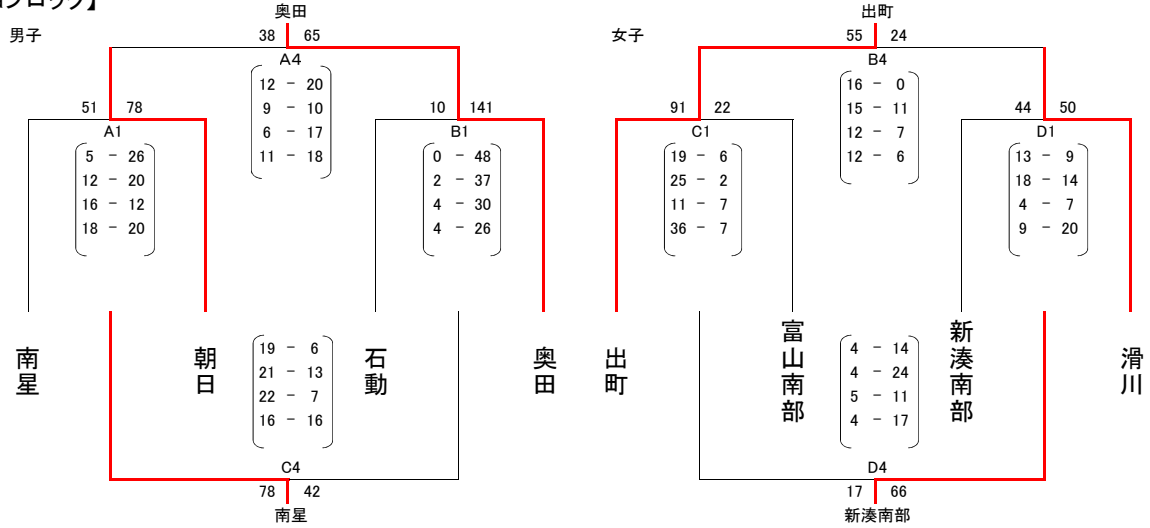 ブロック】
奥田
出町
男子
38 65
女子
55 24
A4
12 - 20
9 - 10
6 - 17
11 - 18
B4
16 - 0
15 - 11
12 - 7
12 - 6
51 78
A1
5 - 26
12 - 20
16 - 12
18 - 20
10 141
B1
0 - 48
2 - 37
4 - 30
4 - 26
91 22
C1
19 - 6
25 - 2
11 - 7
36 - 7
44 50
D1
13 - 9
18 - 14
4 - 7
9 - 20
南星
朝日
石動
奥田
出町
富山南部
新湊南部
滑川
19 - 6
21 - 13
22 - 7
16 - 16
C4
78 42
南星
4 - 14
4 - 24
5 - 11
4 - 17
D4
17 66
新湊南部